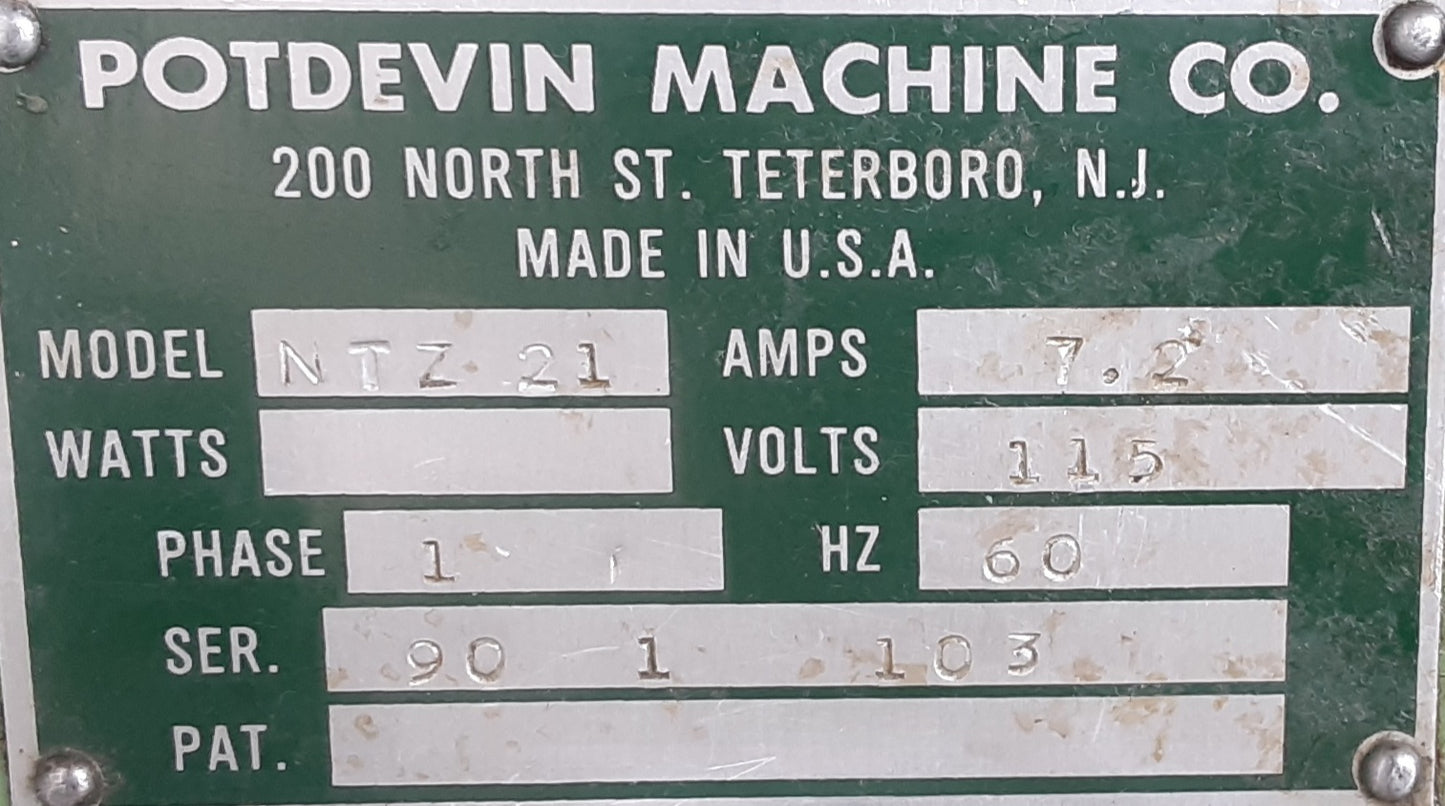 POTDEVIN MACHINE CO.
200 NORTH ST. TETERBORO, N.J.
MADE IN U.S.A.
MODEL NTZ 21 AMPS 7.2
WATTS VOLTS 115
PHASE 1 HZ 60
SER. 90 1 103
PAT.